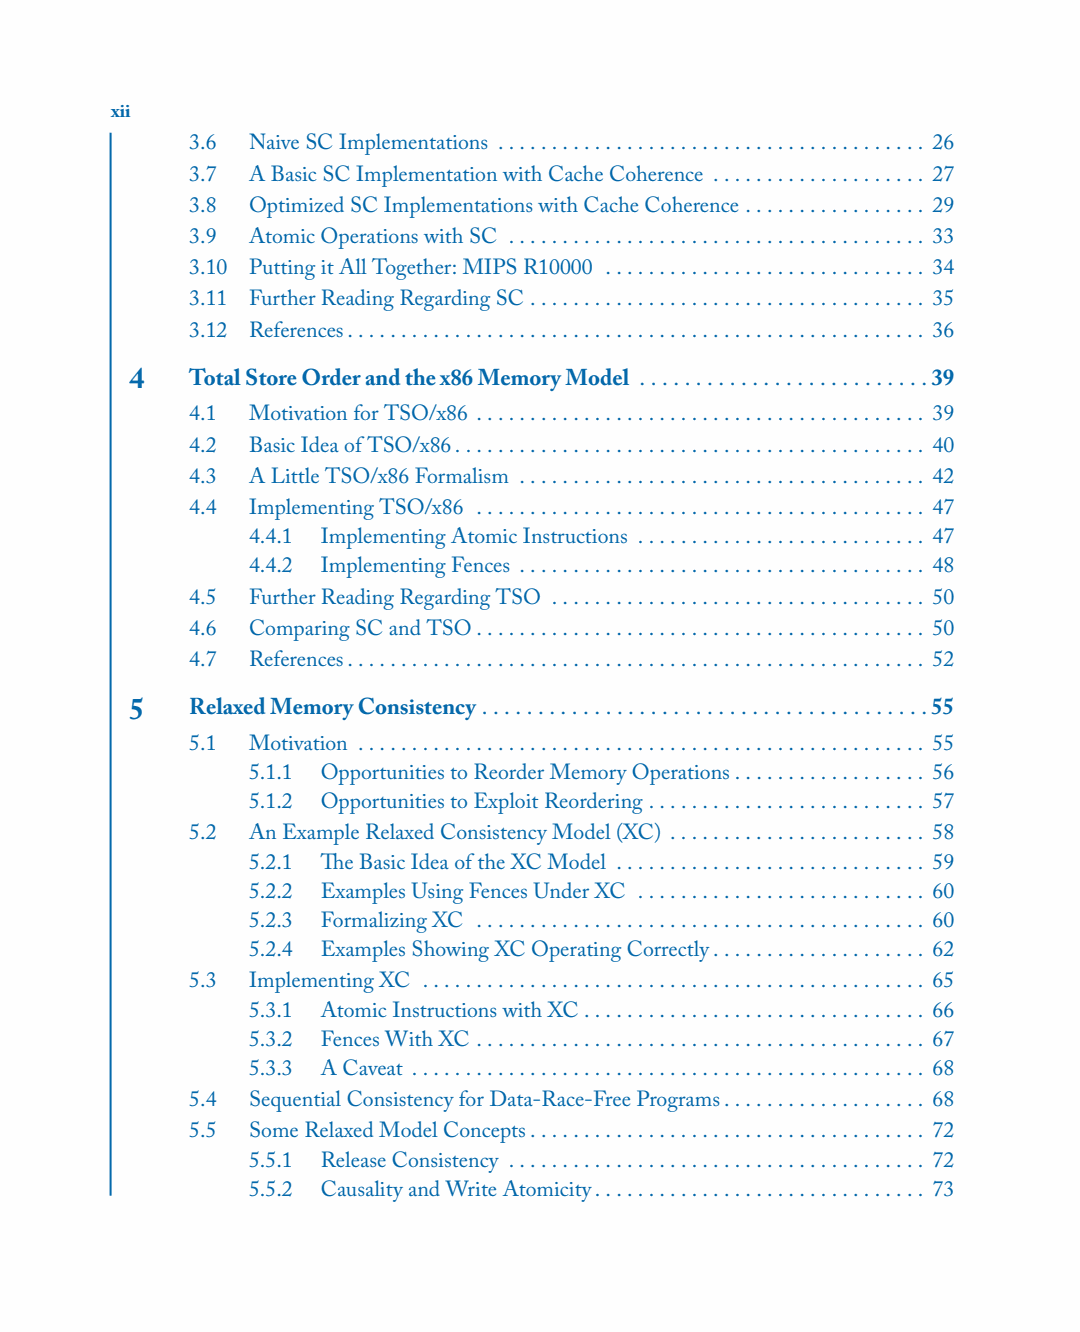 xii
3.6 Naive SC Implementations . . . . . . . . . . . . . . . . . . . . . . . . . . . . . . . . . . . . . . . . 26
3.7 A Basic SC Implementation with Cache Coherence . . . . . . . . . . . . . . . . . . . . 27
3.8 Optimized SC Implementations with Cache Coherence . . . . . . . . . . . . . . . . . 29
3.9 Atomic Operations with SC . . . . . . . . . . . . . . . . . . . . . . . . . . . . . . . . . . . . . . . 33
3.10 Putting it All Together: MIPS R10000 . . . . . . . . . . . . . . . . . . . . . . . . . . . . . . 34
3.11 Further Reading Regarding SC . . . . . . . . . . . . . . . . . . . . . . . . . . . . . . . . . . . . . 35
3.12 References . . . . . . . . . . . . . . . . . . . . . . . . . . . . . . . . . . . . . . . . . . . . . . . . . . . . . . 36
4 Total Store Order and the x86 Memory Model . . . . . . . . . . . . . . . . . . . . . . . . . . 39
4.1 Motivation for TSO/x86 . . . . . . . . . . . . . . . . . . . . . . . . . . . . . . . . . . . . . . . . . . 39
4.2 Basic Idea of TSO/x86 . . . . . . . . . . . . . . . . . . . . . . . . . . . . . . . . . . . . . . . . . . . . 40
4.3 A Little TSO/x86 Formalism . . . . . . . . . . . . . . . . . . . . . . . . . . . . . . . . . . . . . . 42
4.4 Implementing TSO/x86 . . . . . . . . . . . . . . . . . . . . . . . . . . . . . . . . . . . . . . . . . . 47
4.4.1 Implementing Atomic Instructions . . . . . . . . . . . . . . . . . . . . . . . . . . . 47
4.4.2 Implementing Fences . . . . . . . . . . . . . . . . . . . . . . . . . . . . . . . . . . . . . . 48
4.5 Further Reading Regarding TSO . . . . . . . . . . . . . . . . . . . . . . . . . . . . . . . . . . . 50
4.6 Comparing SC and TSO . . . . . . . . . . . . . . . . . . . . . . . . . . . . . . . . . . . . . . . . . . 50
4.7 References . . . . . . . . . . . . . . . . . . . . . . . . . . . . . . . . . . . . . . . . . . . . . . . . . . . . . . 52
5 Relaxed Memory Consistency . . . . . . . . . . . . . . . . . . . . . . . . . . . . . . . . . . . . . . . . 55
5.1 Motivation . . . . . . . . . . . . . . . . . . . . . . . . . . . . . . . . . . . . . . . . . . . . . . . . . . . . . 55
5.1.1 Opportunities to Reorder Memory Operations . . . . . . . . . . . . . . . . . . 56
5.1.2 Opportunities to Exploit Reordering . . . . . . . . . . . . . . . . . . . . . . . . . . 57
5.2 An Example Relaxed Consistency Model (XC) . . . . . . . . . . . . . . . . . . . . . . . . 58
5.2.1 The Basic Idea of the XC Model . . . . . . . . . . . . . . . . . . . . . . . . . . . . . 59
5.2.2 Examples Using Fences Under XC . . . . . . . . . . . . . . . . . . . . . . . . . . . 60
5.2.3 Formalizing XC . . . . . . . . . . . . . . . . . . . . . . . . . . . . . . . . . . . . . . . . . . 60
5.2.4 Examples Showing XC Operating Correctly . . . . . . . . . . . . . . . . . . . . 62
5.3 Implementing XC . . . . . . . . . . . . . . . . . . . . . . . . . . . . . . . . . . . . . . . . . . . . . . . 65
5.3.1 Atomic Instructions with XC . . . . . . . . . . . . . . . . . . . . . . . . . . . . . . . . 66
5.3.2 Fences With XC . . . . . . . . . . . . . . . . . . . . . . . . . . . . . . . . . . . . . . . . . . 67
5.3.3 A Caveat . . . . . . . . . . . . . . . . . . . . . . . . . . . . . . . . . . . . . . . . . . . . . . . . 68
5.4 Sequential Consistency for Data-Race-Free Programs . . . . . . . . . . . . . . . . . . . 68
5.5 Some Relaxed Model Concepts . . . . . . . . . . . . . . . . . . . . . . . . . . . . . . . . . . . . . 72
5.5.1 Release Consistency . . . . . . . . . . . . . . . . . . . . . . . . . . . . . . . . . . . . . . . 72
5.5.2 Causality and Write Atomicity . . . . . . . . . . . . . . . . . . . . . . . . . . . . . . . 73